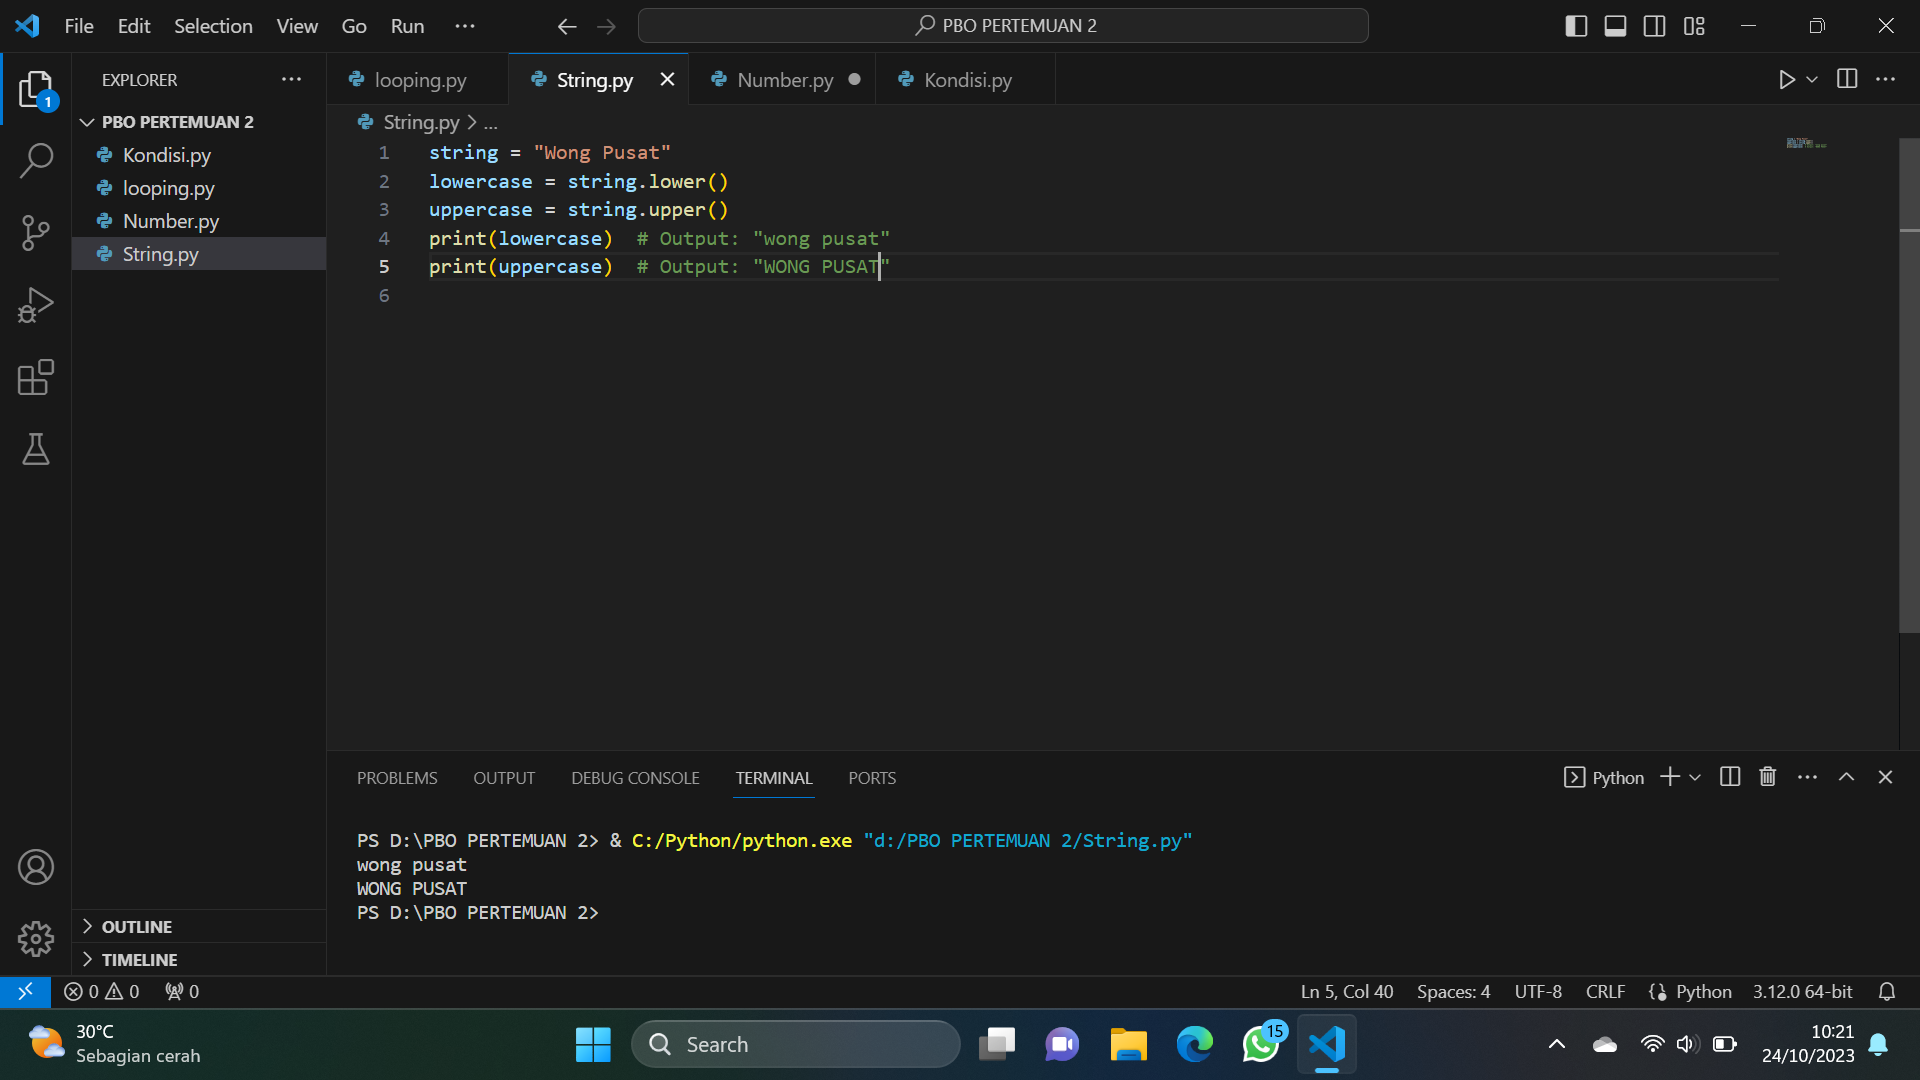 File Edit Selection View Go Run ···
PBO PERTEMUAN 2
EXPLORER
looping.py String.py Number.py Kondisi.py
1
PBO PERTEMUAN 2
Kondisi.py
looping.py
Number.py
String.py
String.py > ...
1 string = "Wong Pusat"
2 lowercase = string.lower()
3 uppercase = string.upper()
4 print(lowercase)  # Output: "wong pusat"
5 print(uppercase)  # Output: "WONG PUSAT"
6
PROBLEMS OUTPUT DEBUG CONSOLE TERMINAL PORTS
Python
PS D:\PBO PERTEMUAN 2> & C:/Python/python.exe "d:/PBO PERTEMUAN 2/String.py"
wong pusat
WONG PUSAT
PS D:\PBO PERTEMUAN 2>
OUTLINE
TIMELINE
0 0 0
Ln 5, Col 40 Spaces: 4 UTF-8 CRLF Python 3.12.0 64-bit
30°C
Sebagian cerah
Search
15
10:21
24/10/2023